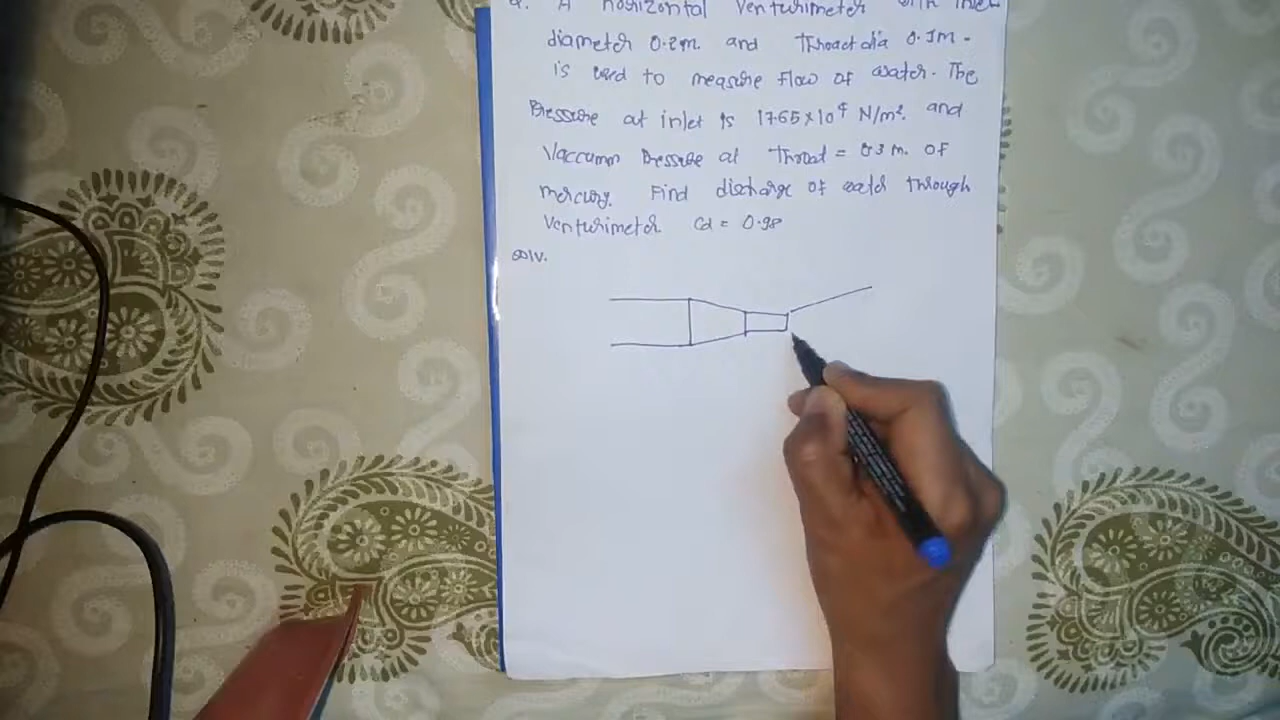 Q. A horizontal Venturimeter with inlet
diameter 0.2m. and Throat dia 0.1m.
is used to measure Flow of water. The
Pressure at inlet is 17.65×10⁴ N/m². and
Vaccumm Pressure at Throat = 0.3 m. OF
mercury. Find discharge of water through
Venturimeter. Cd = 0.98
Solv.